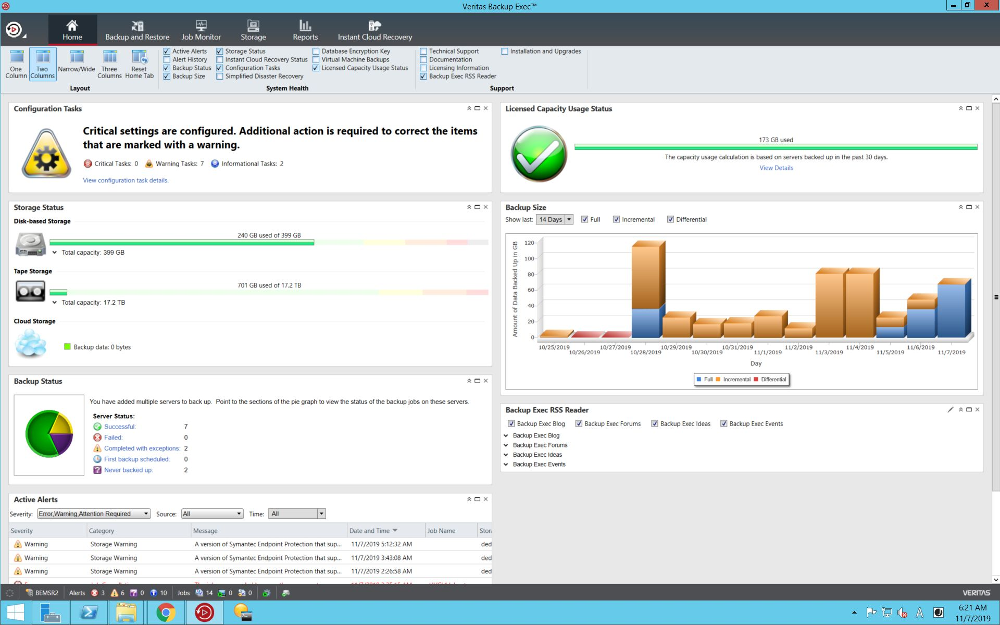 Veritas Backup Exec™
Home
Backup and Restore
Job Monitor
Storage
Reports
Instant Cloud Recovery
One Column
Two Columns
Narrow/Wide
Three Columns
Reset Home Tab
Layout
Active Alerts
Alert History
Backup Status
Backup Size
Storage Status
Instant Cloud Recovery Status
Configuration Tasks
Simplified Disaster Recovery
Database Encryption Key
Virtual Machine Backups
Licensed Capacity Usage Status
System Health
Technical Support
Documentation
Licensing Information
Backup Exec RSS Reader
Installation and Upgrades
Support
Configuration Tasks
Critical settings are configured. Additional action is required to correct the items
that are marked with a warning.
Critical Tasks: 0 Warning Tasks: 7 Informational Tasks: 2
View configuration task details.
Licensed Capacity Usage Status
173 GB used
The capacity usage calculation is based on servers backed up in the past 30 days.
View Details
Storage Status
Disk-based Storage
240 GB used of 399 GB
Total capacity: 399 GB
Tape Storage
701 GB used of 17.2 TB
Total capacity: 17.2 TB
Cloud Storage
Backup data: 0 bytes
Backup Size
Show last: 14 Days Full Incremental Differential
Amount of Data Backed Up in GB
120
100
80
60
40
20
0
10/25/2019
10/26/2019
10/27/2019
10/28/2019
10/29/2019
10/30/2019
10/31/2019
11/1/2019
11/2/2019
11/3/2019
11/4/2019
11/5/2019
11/6/2019
11/7/2019
Day
Full Incremental Differential
Backup Status
You have added multiple servers to back up. Point to the sections of the pie graph to view the status of the backup jobs on these servers.
Server Status:
Successful: 7
Failed: 0
Completed with exceptions: 2
First backup scheduled: 0
Never backed up: 2
Backup Exec RSS Reader
Backup Exec Blog Backup Exec Forums Backup Exec Ideas Backup Exec Events
Backup Exec Blog
Backup Exec Forums
Backup Exec Ideas
Backup Exec Events
Active Alerts
Severity: Error,Warning,Attention Required Source: All Time: All
Severity Category Message Date and Time Job Name Stor
Warning Storage Warning A version of Symantec Endpoint Protection that sup... 11/7/2019 5:12:32 AM ded
Warning Storage Warning A version of Symantec Endpoint Protection that sup... 11/7/2019 3:43:08 AM ded
Warning Storage Warning A version of Symantec Endpoint Protection that sup... 11/7/2019 2:26:58 AM ded
BEMSR2 Alerts 3 6 0 10 Jobs 14 0 0
VERITAS
A
6:21 AM
11/7/2019